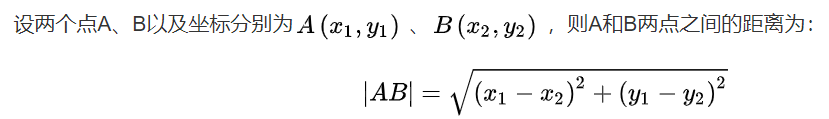 设两个点A、B以及坐标分别为 A (x₁, y₁) 、 B (x₂, y₂) ，则A和B两点之间的距离为：
|AB| = √((x₁ − x₂)² + (y₁ − y₂)²)